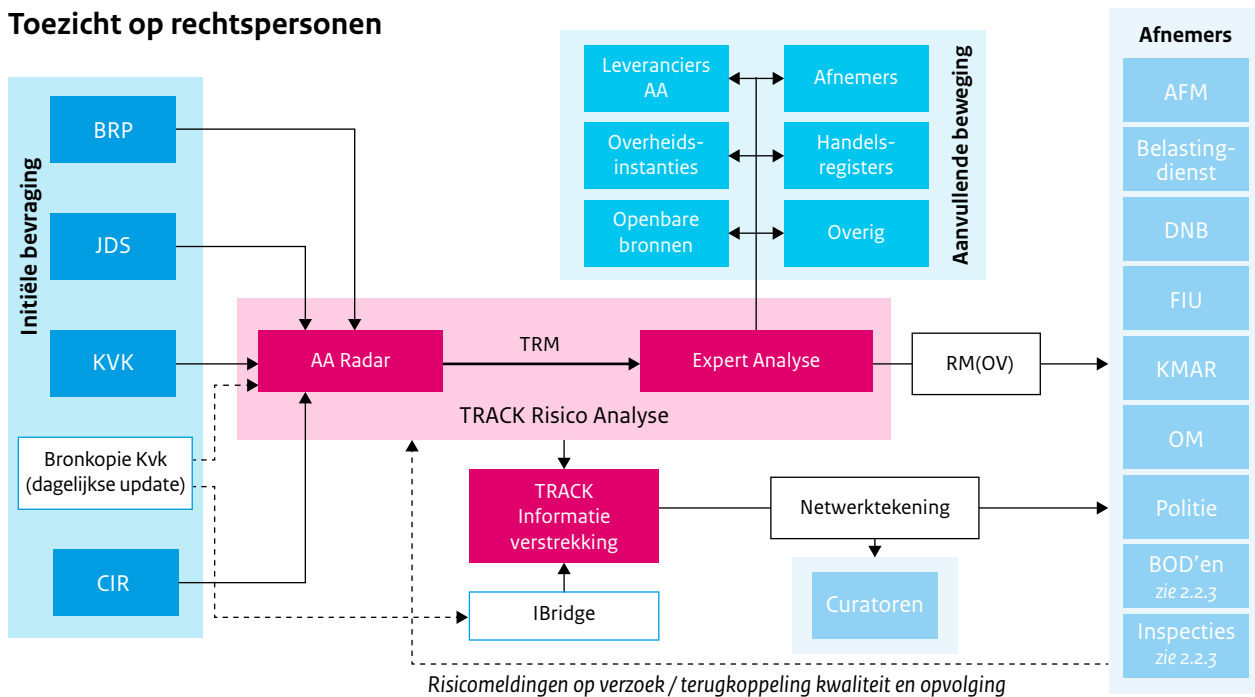 Toezicht op rechtspersonen
Initiële bevraging
BRP
JDS
KVK
Bronkopie Kvk
(dagelijkse update)
CIR
Leveranciers
AA
Afnemers
Overheids-
instanties
Handels-
registers
Openbare
bronnen
Overig
Aanvullende beweging
AA Radar
TRM
Expert Analyse
TRACK Risico Analyse
RM(OV)
TRACK
Informatie
verstrekking
Netwerktekening
IBridge
Curatoren
Afnemers
AFM
Belasting-
dienst
DNB
FIU
KMAR
OM
Politie
BOD'en
zie 2.2.3
Inspecties
zie 2.2.3
Risicomeldingen op verzoek / terugkoppeling kwaliteit en opvolging